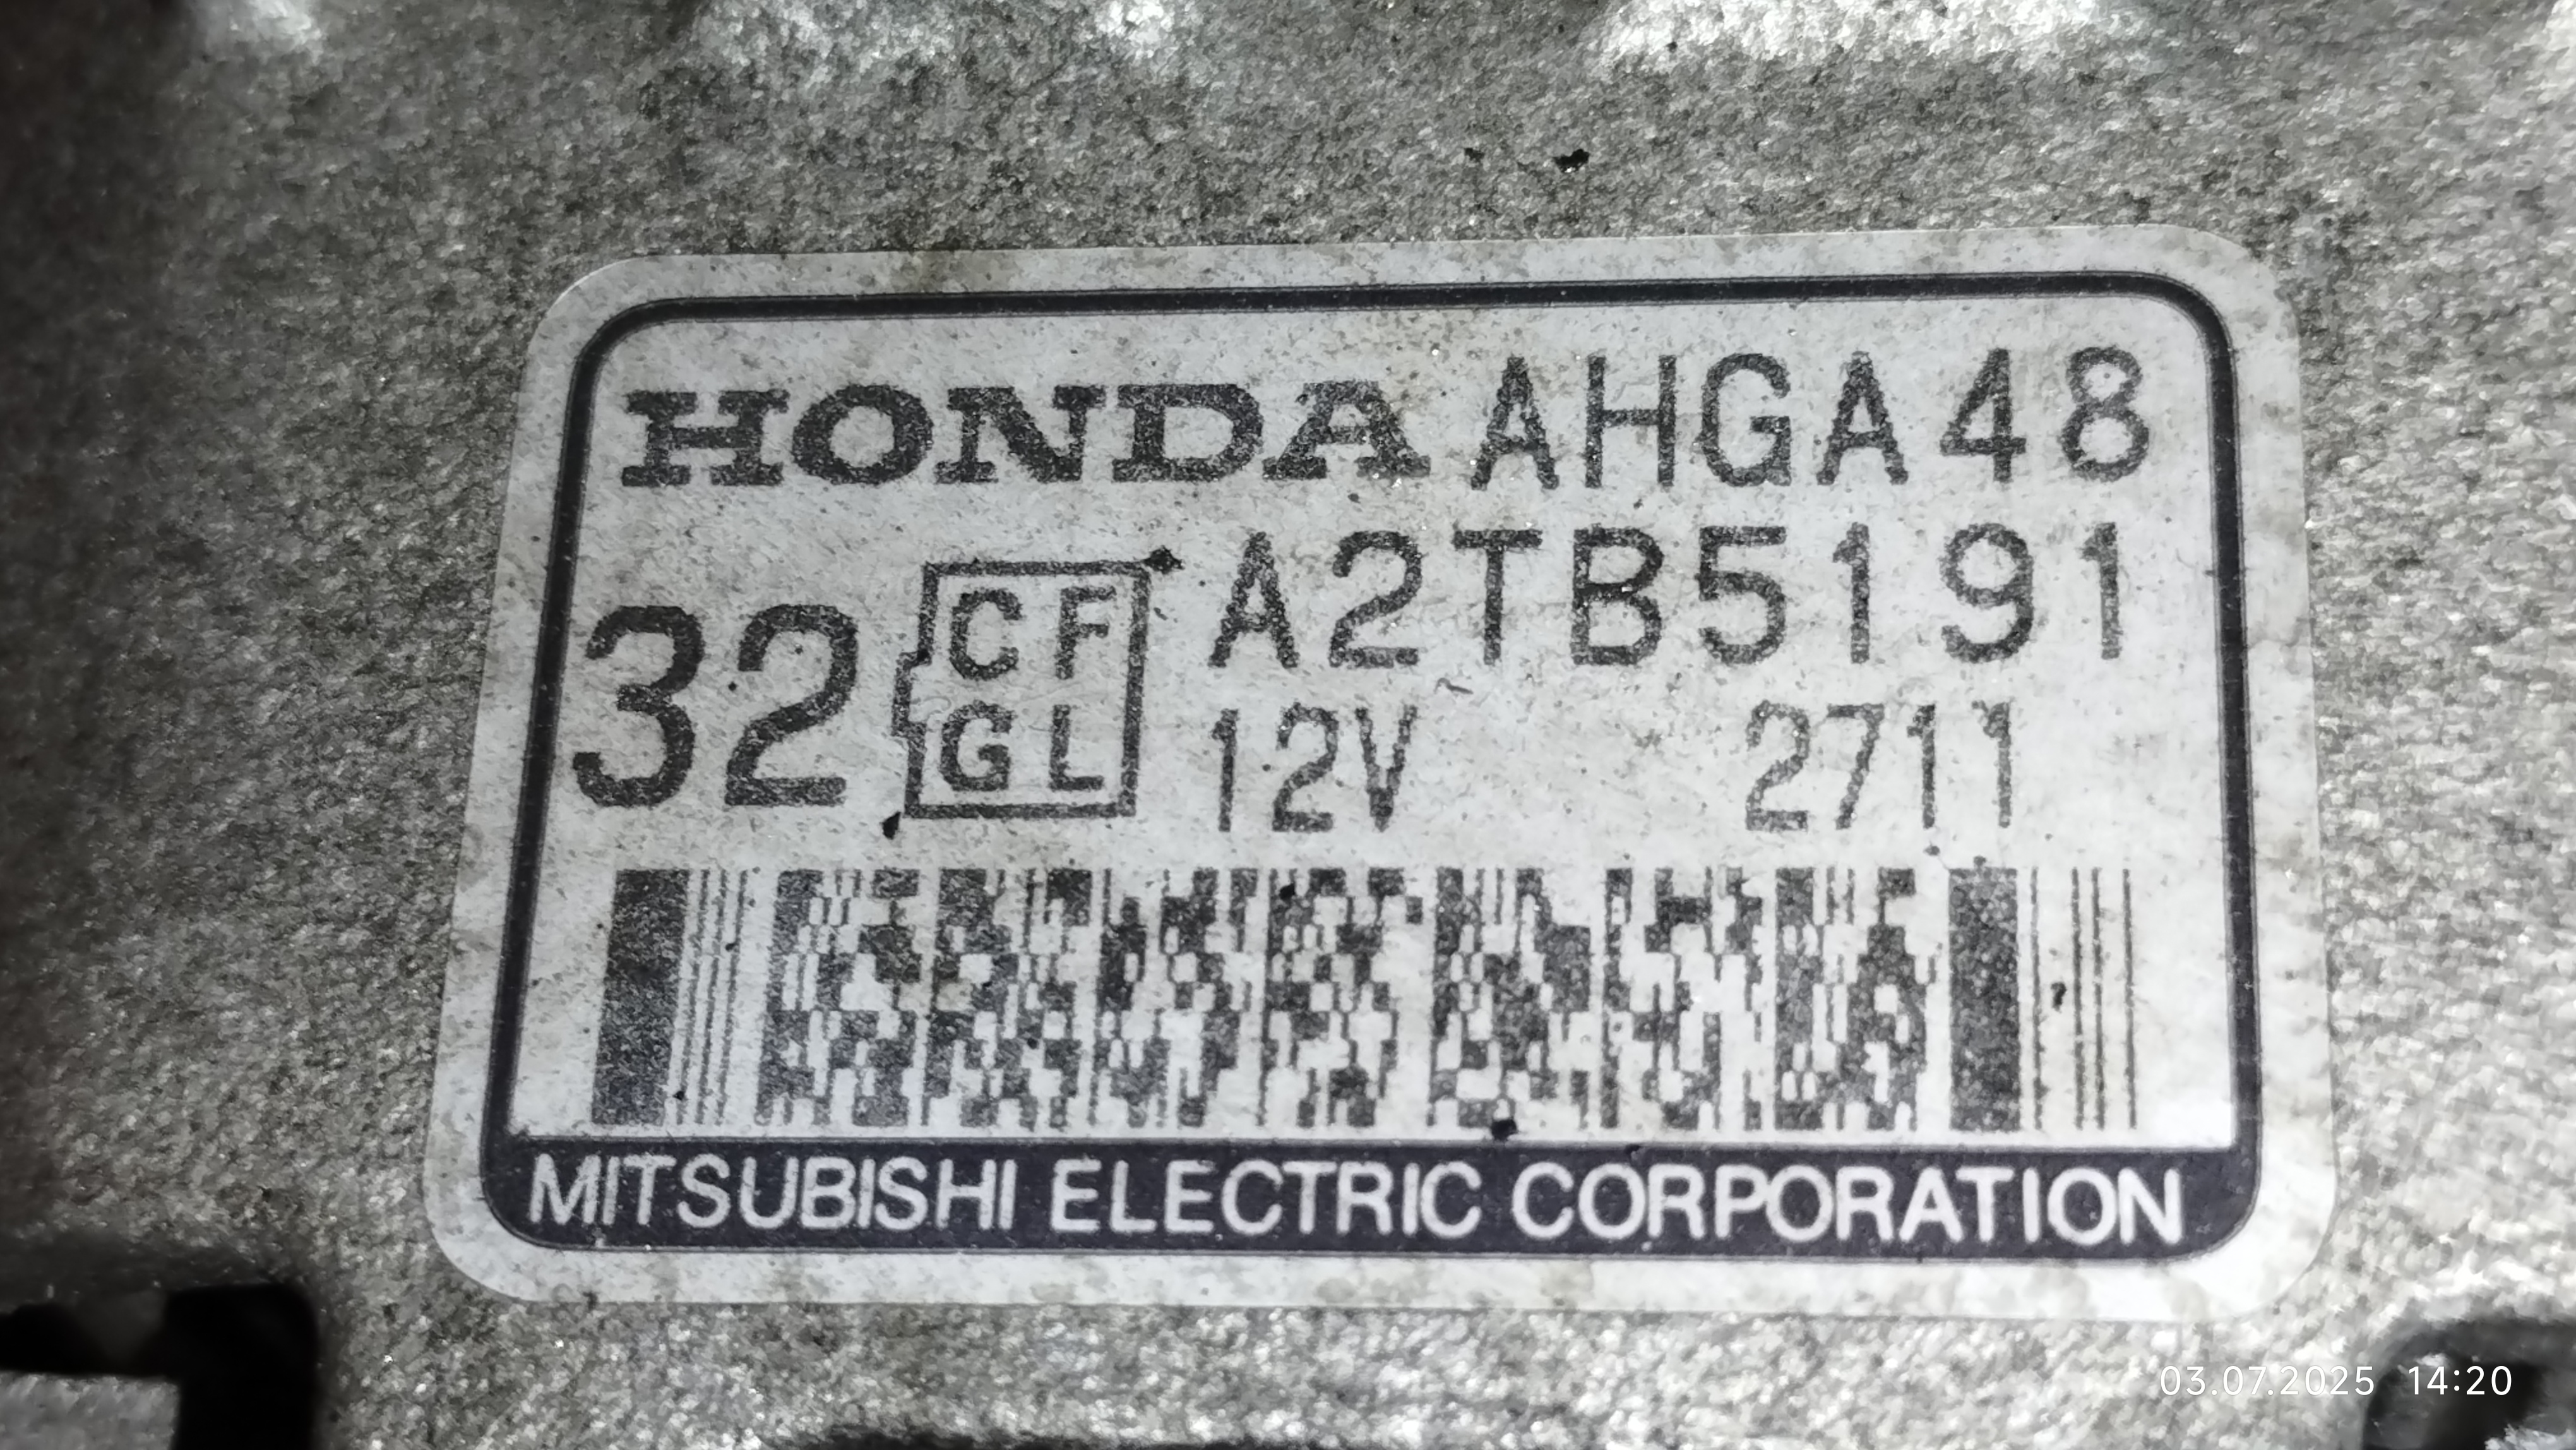 HONDA AHGA48
32 CF A2TB5191
GL 12V 2711
MITSUBISHI ELECTRIC CORPORATION
03.07.2025 14:20